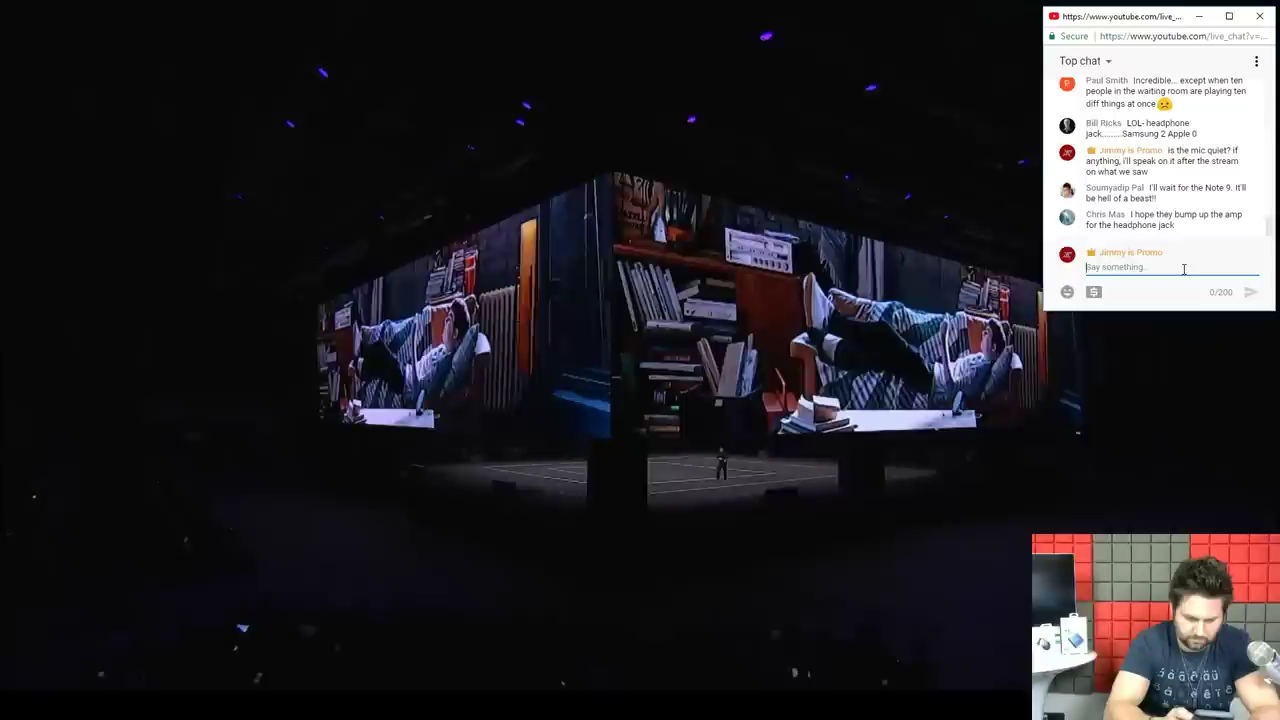 https://www.youtube.com/live_...
Secure
https://www.youtube.com/live_chat?v=...
Top chat
Paul Smith Incredible... except when ten
people in the waiting room are playing ten
diff things at once
Bill Ricks LOL- headphone
jack.........Samsung 2 Apple 0
Jimmy is Promo is the mic quiet? if
anything, i'll speak on it after the stream
on what we saw
Soumyadip Pal I'll wait for the Note 9. It'll
be hell of a beast!!
Chris Mas I hope they bump up the amp
for the headphone jack
Jimmy is Promo
Say something...
0/200